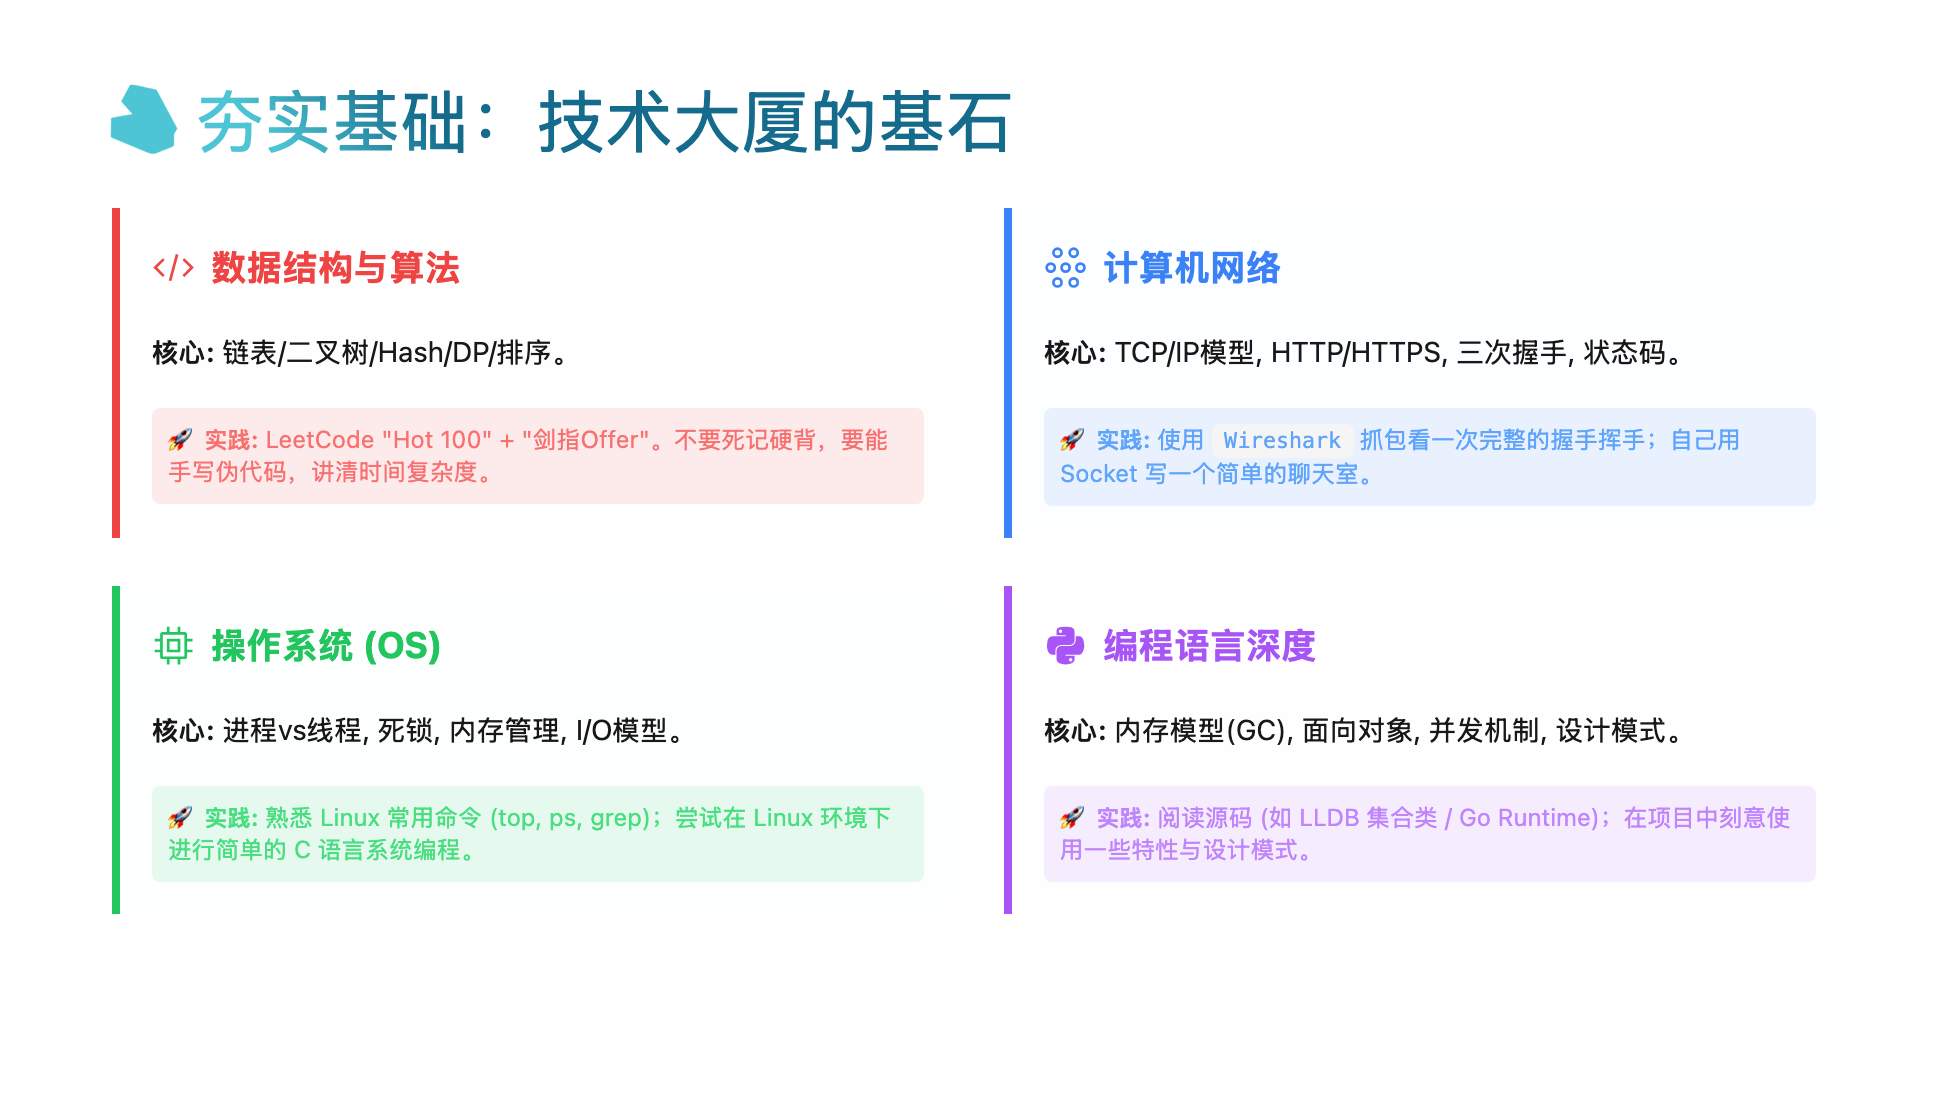 夯实基础：技术大厦的基石
数据结构与算法
核心: 链表/二叉树/Hash/DP/排序。
🚀 实践: LeetCode "Hot 100" + "剑指Offer"。不要死记硬背，要能
手写伪代码，讲清时间复杂度。
计算机网络
核心: TCP/IP模型, HTTP/HTTPS, 三次握手, 状态码。
🚀 实践: 使用 Wireshark 抓包看一次完整的握手挥手；自己用
Socket 写一个简单的聊天室。
操作系统 (OS)
核心: 进程vs线程, 死锁, 内存管理, I/O模型。
🚀 实践: 熟悉 Linux 常用命令 (top, ps, grep)；尝试在 Linux 环境下
进行简单的 C 语言系统编程。
编程语言深度
核心: 内存模型(GC), 面向对象, 并发机制, 设计模式。
🚀 实践: 阅读源码 (如 LLDB 集合类 / Go Runtime)；在项目中刻意使
用一些特性与设计模式。